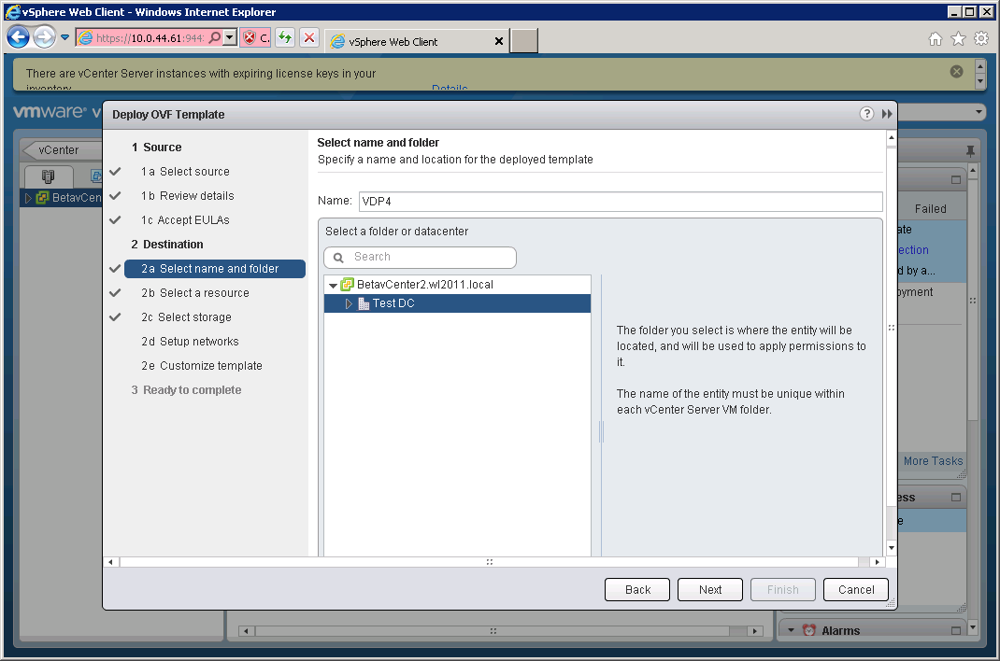 vSphere Web Client - Windows Internet Explorer
https://10.0.44.61:944
C.
vSphere Web Client
There are vCenter Server instances with expiring license keys in your
inventory
Details
vmware® v
Deploy OVF Template
?
vCenter
BetavCen
1 Source
1a Select source
1b Review details
1c Accept EULAs
2 Destination
2a Select name and folder
2b Select a resource
2c Select storage
2d Setup networks
2e Customize template
3 Ready to complete
Select name and folder
Specify a name and location for the deployed template
Name: VDP4
Select a folder or datacenter
Search
BetavCenter2.wl2011.local
Test DC
The folder you select is where the entity will be
located, and will be used to apply permissions to
it.
The name of the entity must be unique within
each vCenter Server VM folder.
Back
Next
Finish
Cancel
Failed
ate
ection
d by a...
oyment
More Tasks
ess
e
Alarms